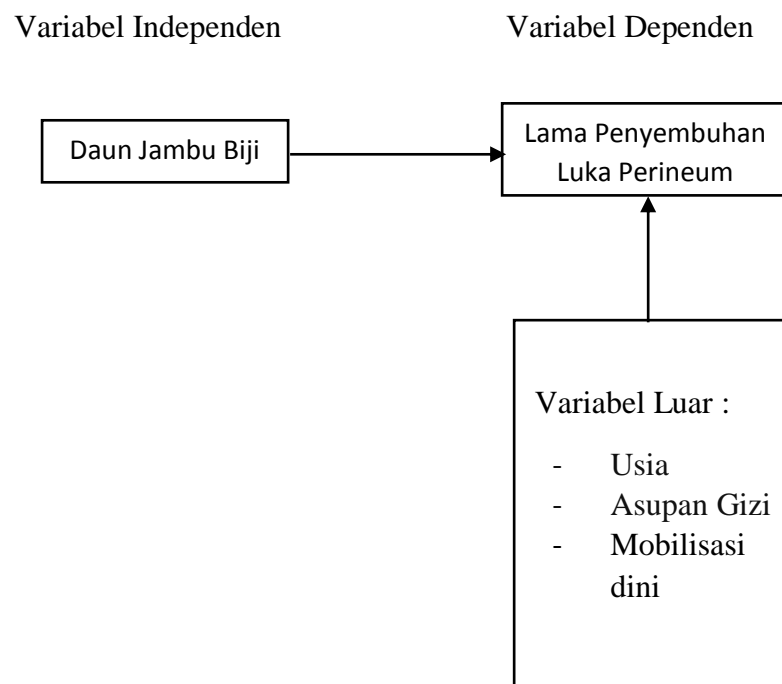 Variabel Independen
Variabel Dependen
Daun Jambu Biji
Lama Penyembuhan
Luka Perineum
Variabel Luar :
- Usia
- Asupan Gizi
- Mobilisasi
dini